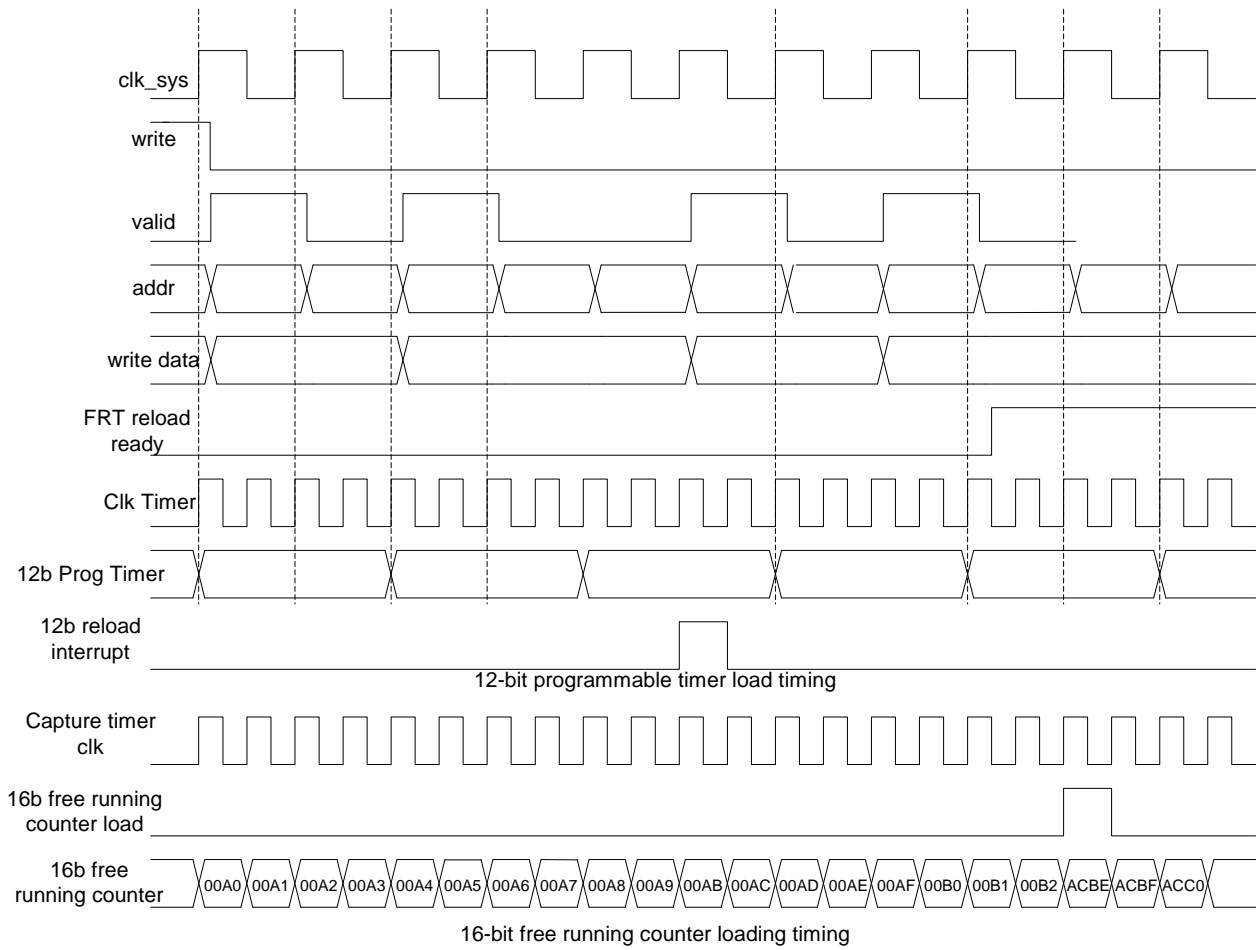 clk_sys
write
valid
addr
write data
FRT reload
ready
Clk Timer
12b Prog Timer
12b reload
interrupt
12-bit programmable timer load timing
Capture timer
clk
16b free running
counter load
16b free
running counter
00A0 00A1 00A2 00A3 00A4 00A5 00A6 00A7 00A8 00A9 00AB 00AC 00AD 00AE 00AF 00B0 00B1 00B2 ACBE ACBF ACC0
16-bit free running counter loading timing